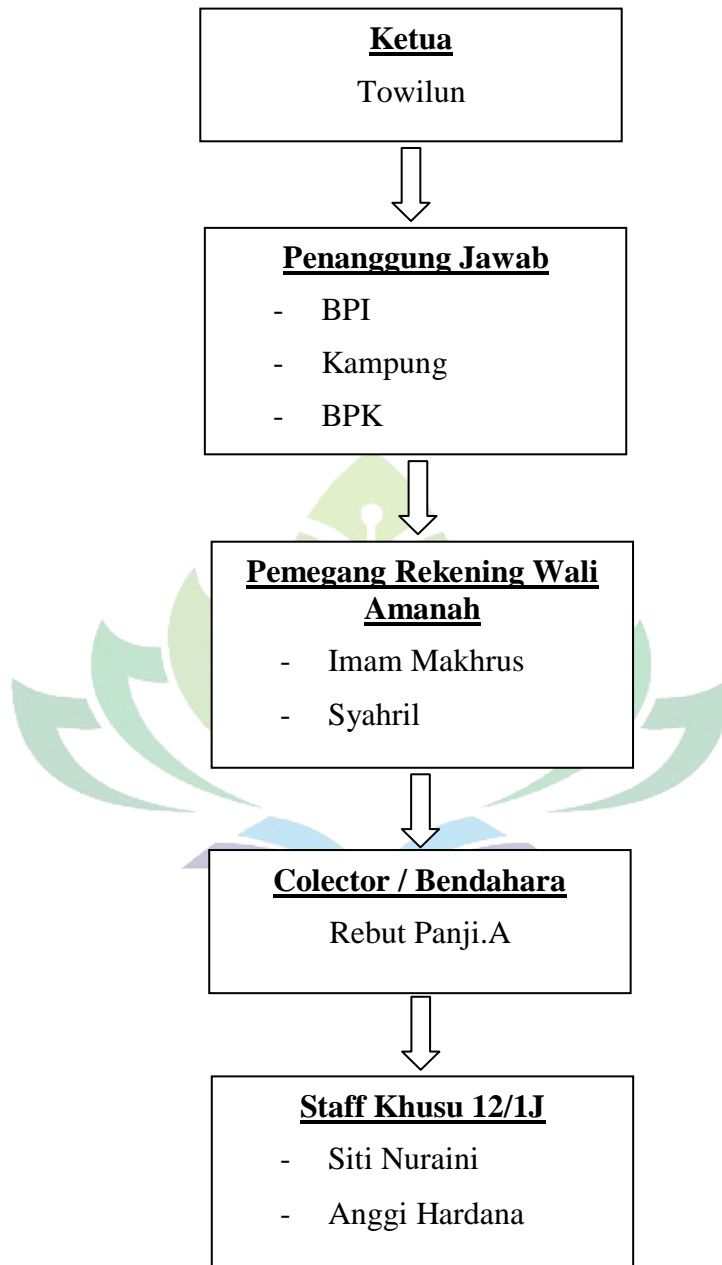 Ketua
Towilun
Penanggung Jawab
- BPI
- Kampung
- BPK
Pemegang Rekening Wali
Amanah
- Imam Makhrus
- Syahril
Colector / Bendahara
Rebut Panji.A
Staff Khusu 12/1J
- Siti Nuraini
- Anggi Hardana